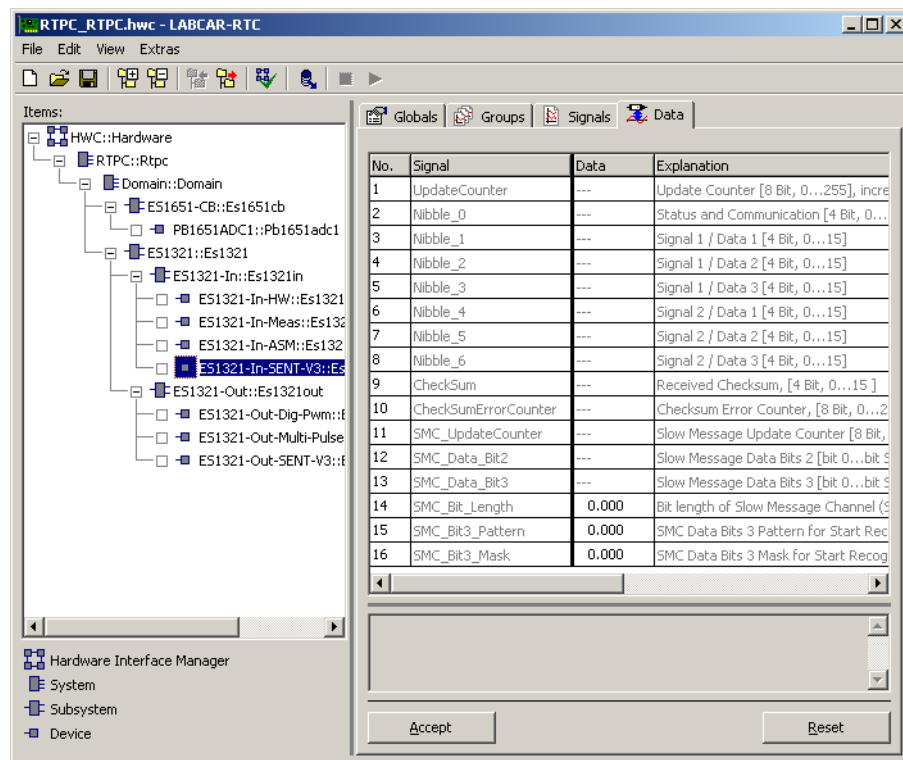 RTPC_RTPC.hwc - LABCAR-RTC
File Edit View Extras
Items:
HWC::Hardware
RTPC::Rtpc
Domain::Domain
ES1651-CB::Es1651cb
PB1651ADC1::Pb1651adc1
ES1321::Es1321
ES1321-In::Es1321in
ES1321-In-HW::Es1321
ES1321-In-Meas::Es132
ES1321-In-ASM::Es132
ES1321-In-SENT-V3::Es
ES1321-Out::Es1321out
ES1321-Out-Dig-Pwm::E
ES1321-Out-Multi-Pulse
ES1321-Out-SENT-V3::E
Hardware Interface Manager
System
Subsystem
Device
Globals Groups Signals Data
No. Signal Data Explanation
1 UpdateCounter --- Update Counter [8 Bit, 0...255], incre
2 Nibble_0 --- Status and Communication [4 Bit, 0...
3 Nibble_1 --- Signal 1 / Data 1 [4 Bit, 0...15]
4 Nibble_2 --- Signal 1 / Data 2 [4 Bit, 0...15]
5 Nibble_3 --- Signal 1 / Data 3 [4 Bit, 0...15]
6 Nibble_4 --- Signal 2 / Data 1 [4 Bit, 0...15]
7 Nibble_5 --- Signal 2 / Data 2 [4 Bit, 0...15]
8 Nibble_6 --- Signal 2 / Data 3 [4 Bit, 0...15]
9 CheckSum --- Received Checksum, [4 Bit, 0...15 ]
10 CheckSumErrorCounter --- Checksum Error Counter, [8 Bit, 0...2
11 SMC_UpdateCounter --- Slow Message Update Counter [8 Bit,
12 SMC_Data_Bit2 --- Slow Message Data Bits 2 [bit 0...bit S
13 SMC_Data_Bit3 --- Slow Message Data Bits 3 [bit 0...bit S
14 SMC_Bit_Length 0.000 Bit length of Slow Message Channel (S
15 SMC_Bit3_Pattern 0.000 SMC Data Bits 3 Pattern for Start Rec
16 SMC_Bit3_Mask 0.000 SMC Data Bits 3 Mask for Start Recog
Accept Reset